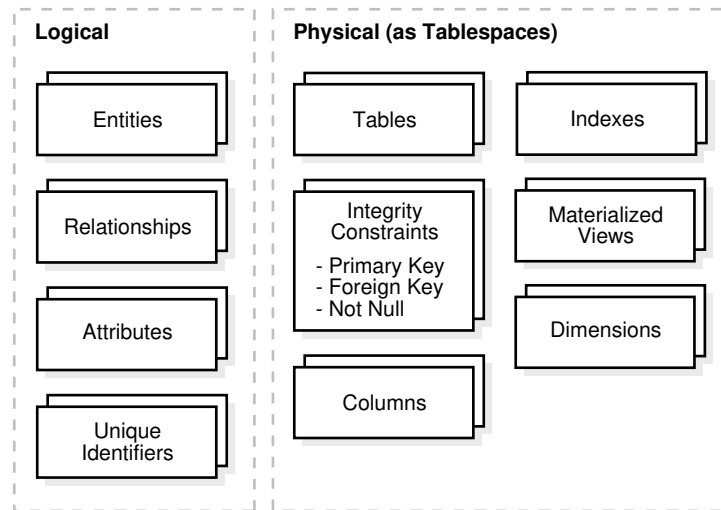 Logical
Entities
Relationships
Attributes
Unique
Identifiers
Physical (as Tablespaces)
Tables
Integrity
Constraints
- Primary Key
- Foreign Key
- Not Null
Columns
Indexes
Materialized
Views
Dimensions